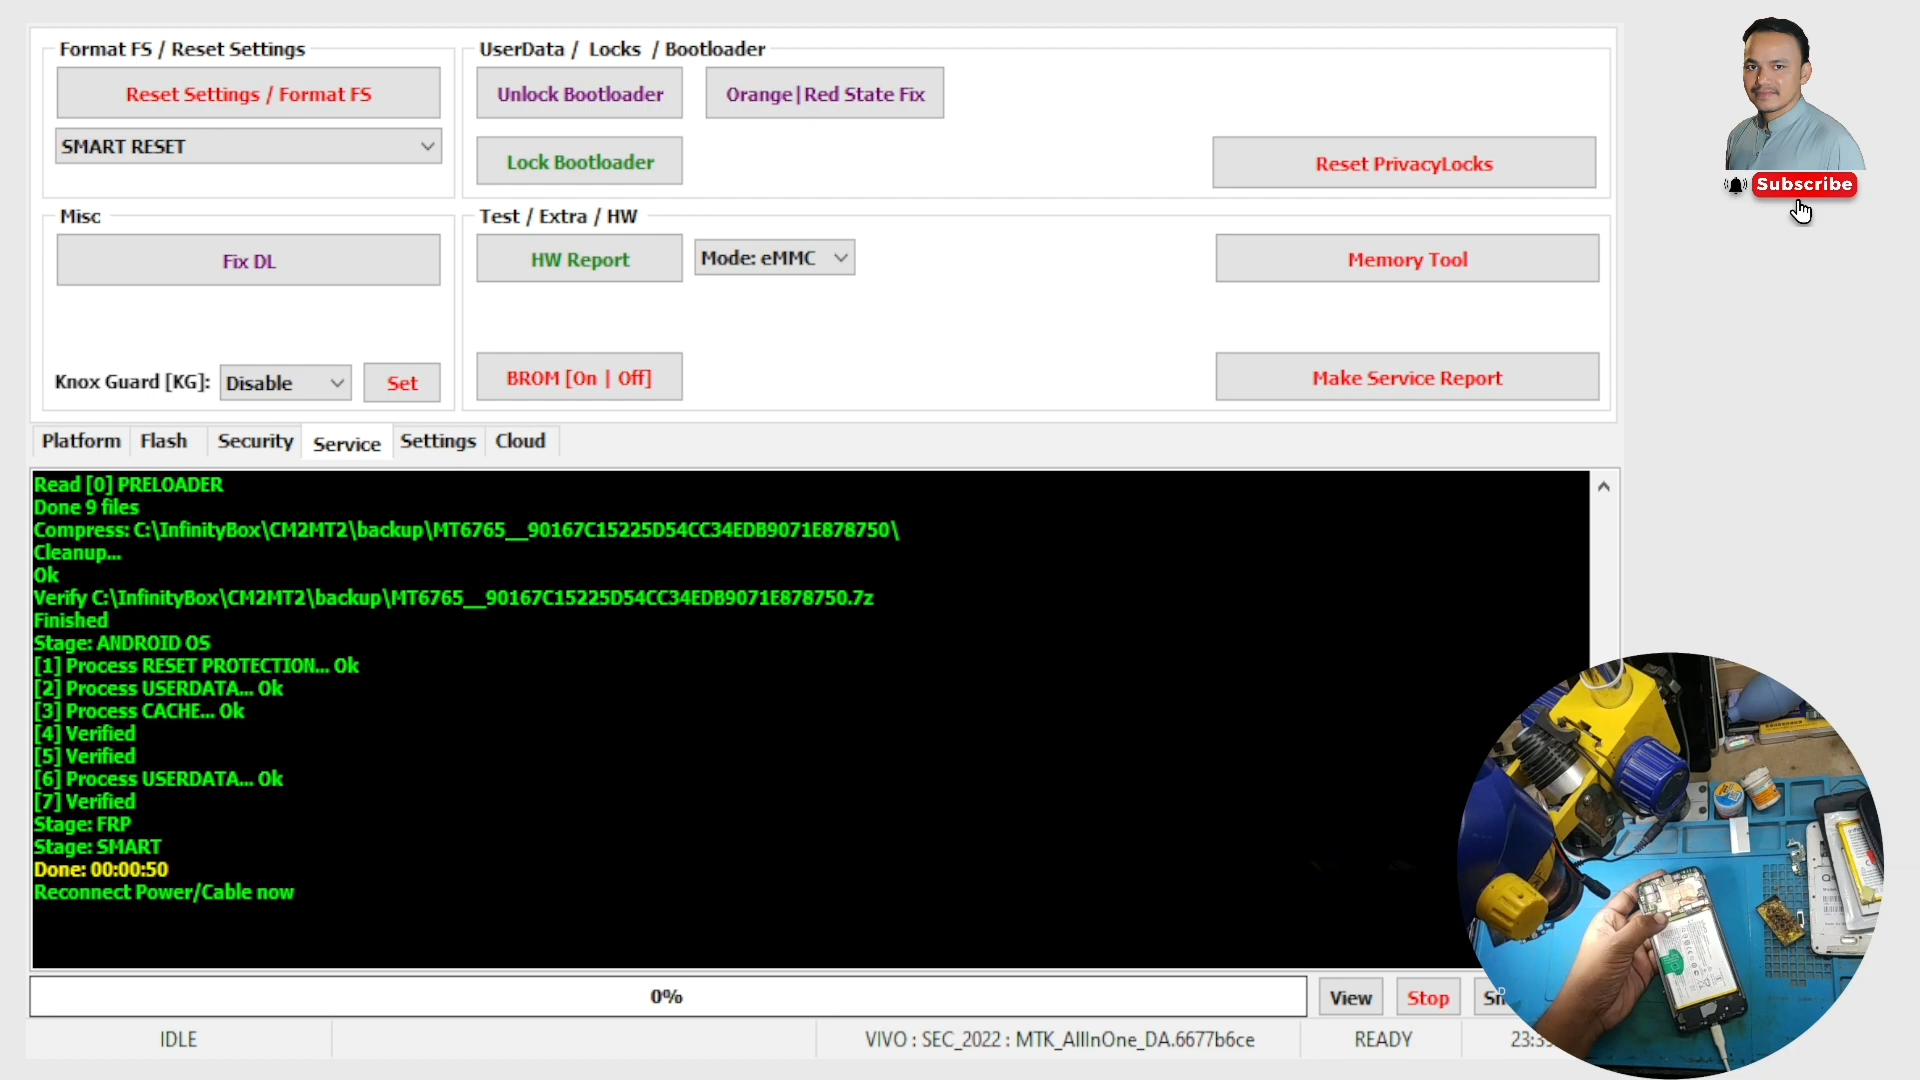 Format FS / Reset Settings
Reset Settings / Format FS
SMART RESET
UserData / Locks / Bootloader
Unlock Bootloader
Orange|Red State Fix
Lock Bootloader
Reset PrivacyLocks
Subscribe
Misc
Fix DL
Knox Guard [KG]:
Disable
Set
Test / Extra / HW
HW Report
Mode: eMMC
Memory Tool
BROM [On | Off]
Make Service Report
Platform
Flash
Security
Service
Settings
Cloud
Read [0] PRELOADER
Done 9 files
Compress: C:\InfinityBox\CM2MT2\backup\MT6765__90167C15225D54CC34EDB9071E878750\
Cleanup...
Ok
Verify C:\InfinityBox\CM2MT2\backup\MT6765__90167C15225D54CC34EDB9071E878750.7z
Finished
Stage: ANDROID OS
[1] Process RESET PROTECTION... Ok
[2] Process USERDATA... Ok
[3] Process CACHE... Ok
[4] Verified
[5] Verified
[6] Process USERDATA... Ok
[7] Verified
Stage: FRP
Stage: SMART
Done: 00:00:50
Reconnect Power/Cable now
0%
View
Stop
IDLE
VIVO : SEC_2022 : MTK_AllInOne_DA.6677b6ce
READY